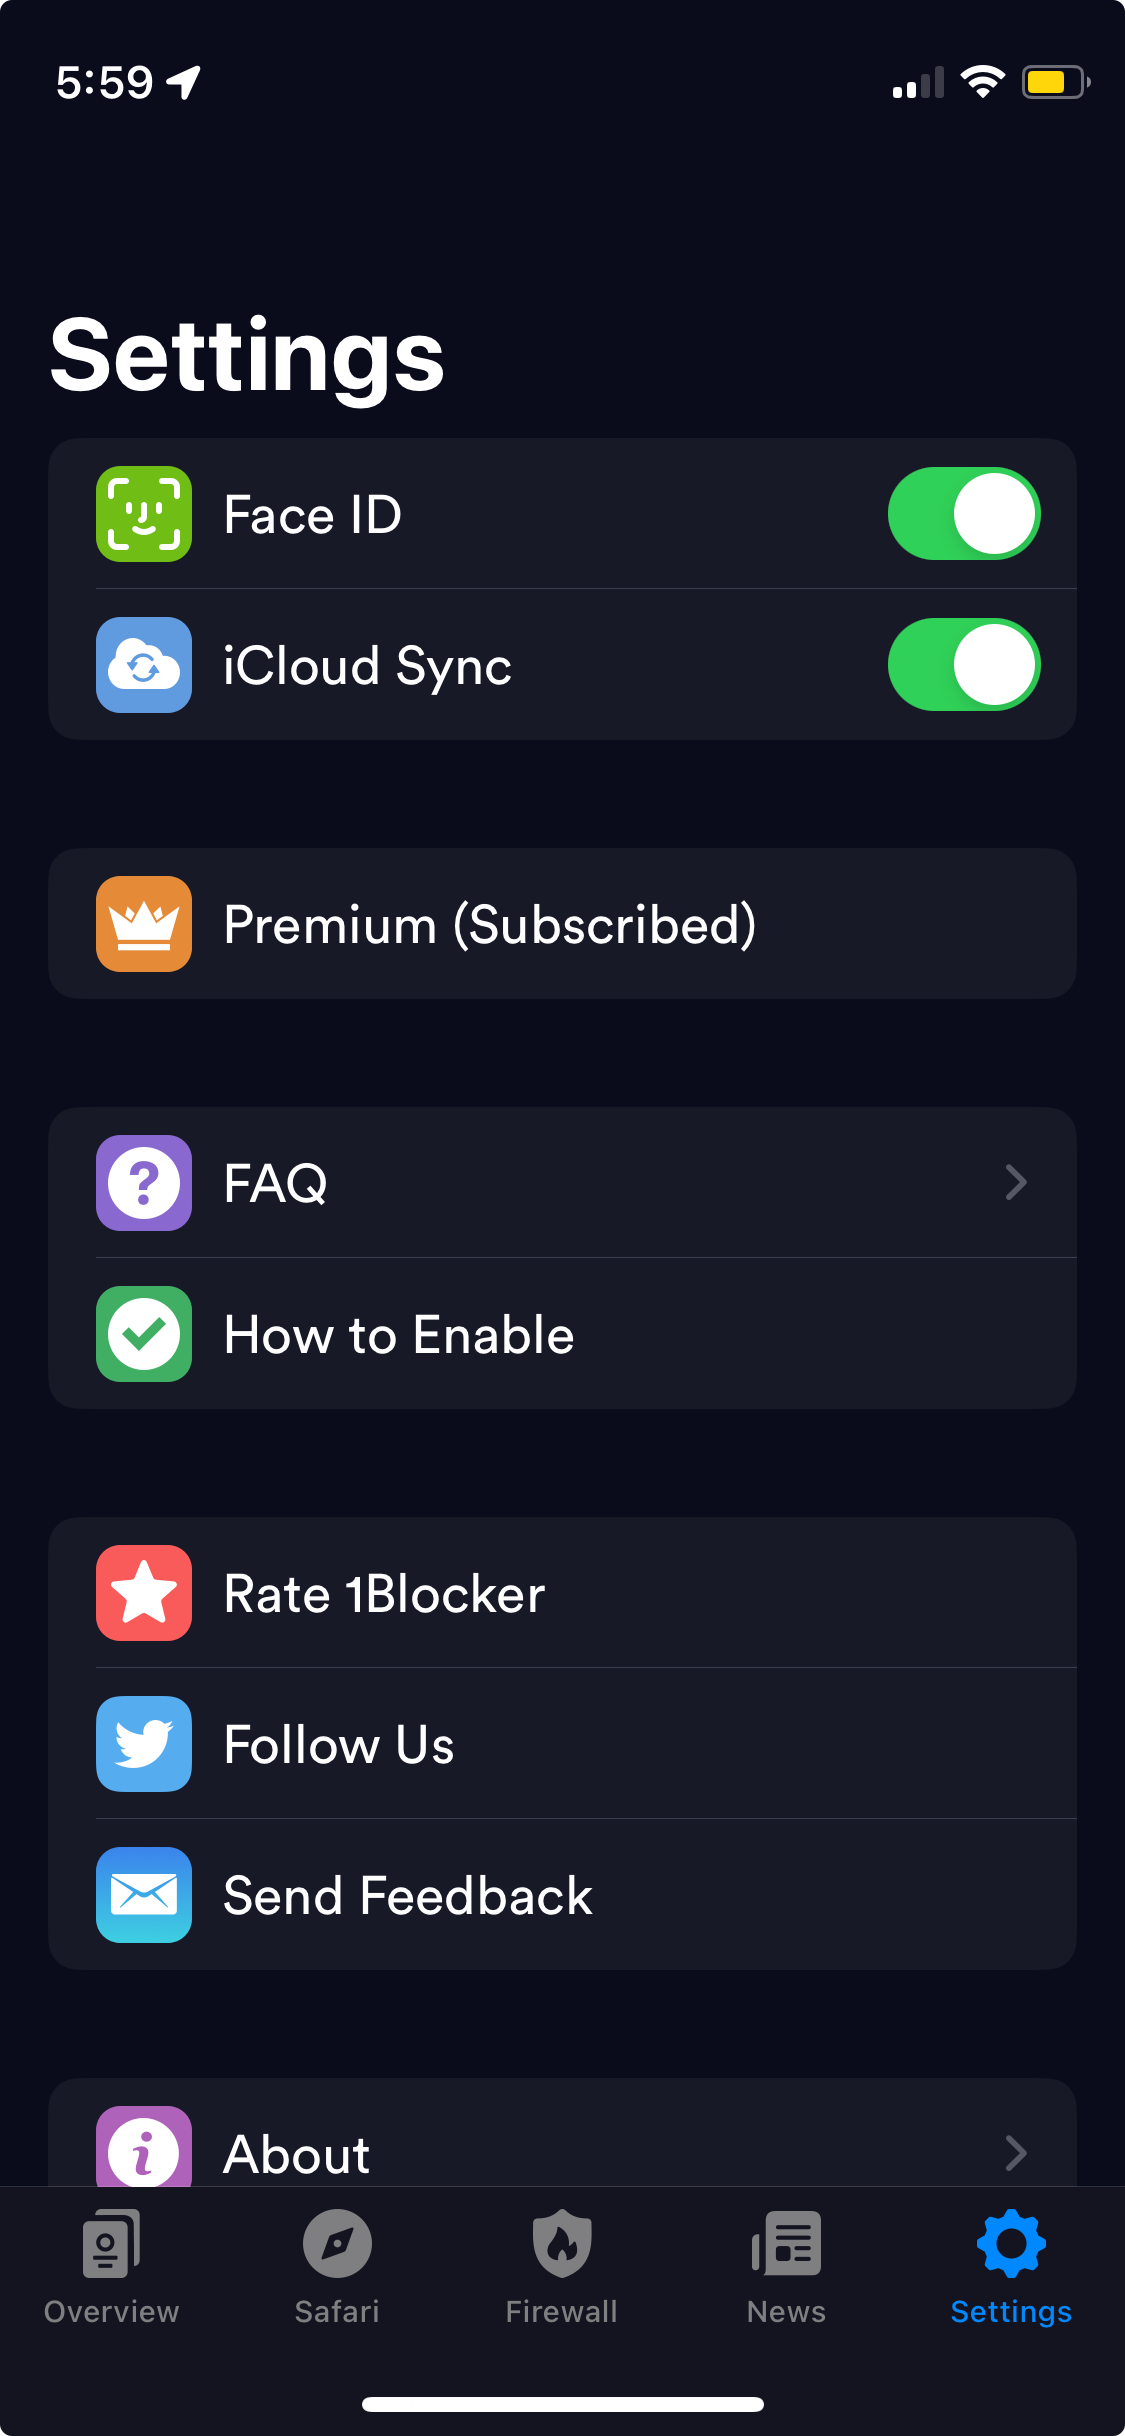 5:59
Settings
Face ID
iCloud Sync
Premium (Subscribed)
FAQ
How to Enable
Rate 1Blocker
Follow Us
Send Feedback
About
Overview
Safari
Firewall
News
Settings